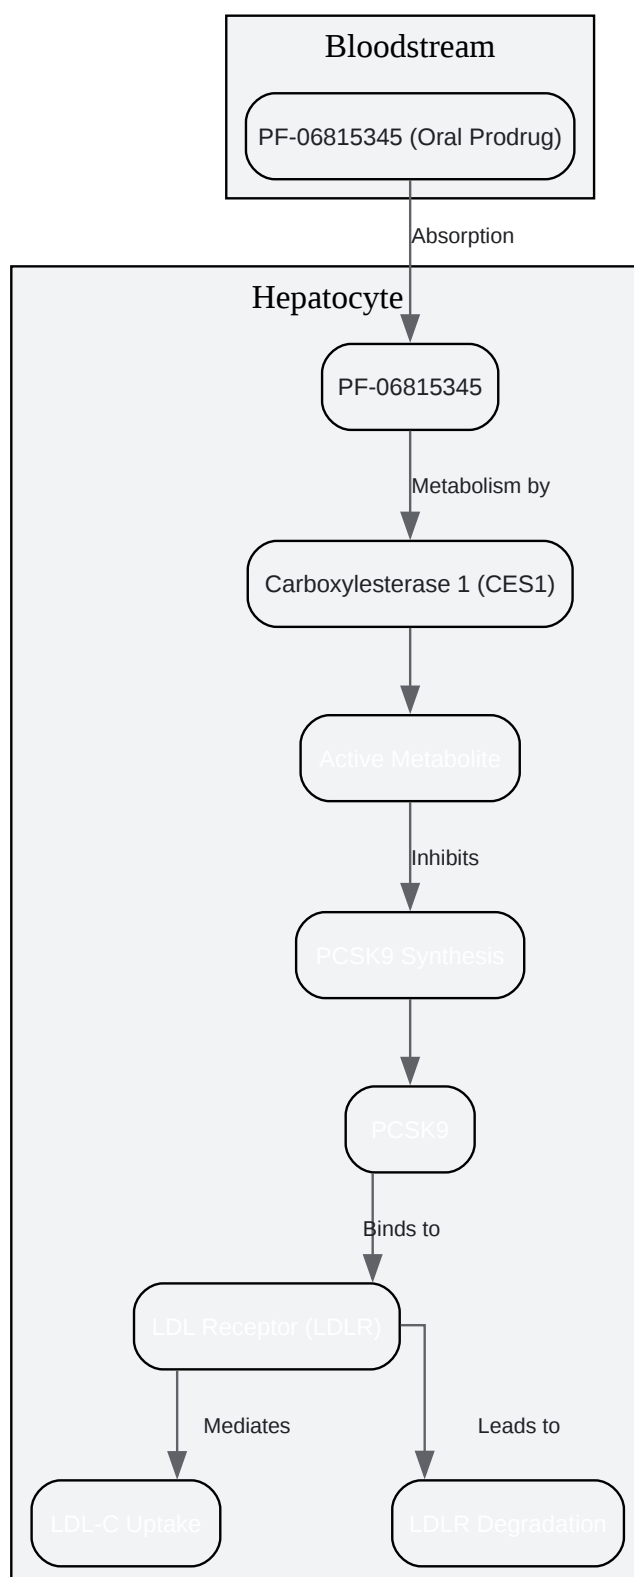 Bloodstream
PF-06815345 (Oral Prodrug)
Absorption
Hepatocyte
PF-06815345
Metabolism by
Carboxylesterase 1 (CES1)
Active Metabolite
Inhibits
PCSK9 Synthesis
PCSK9
Binds to
LDL Receptor (LDLR)
Mediates
Leads to
LDL-C Uptake
LDLR Degradation